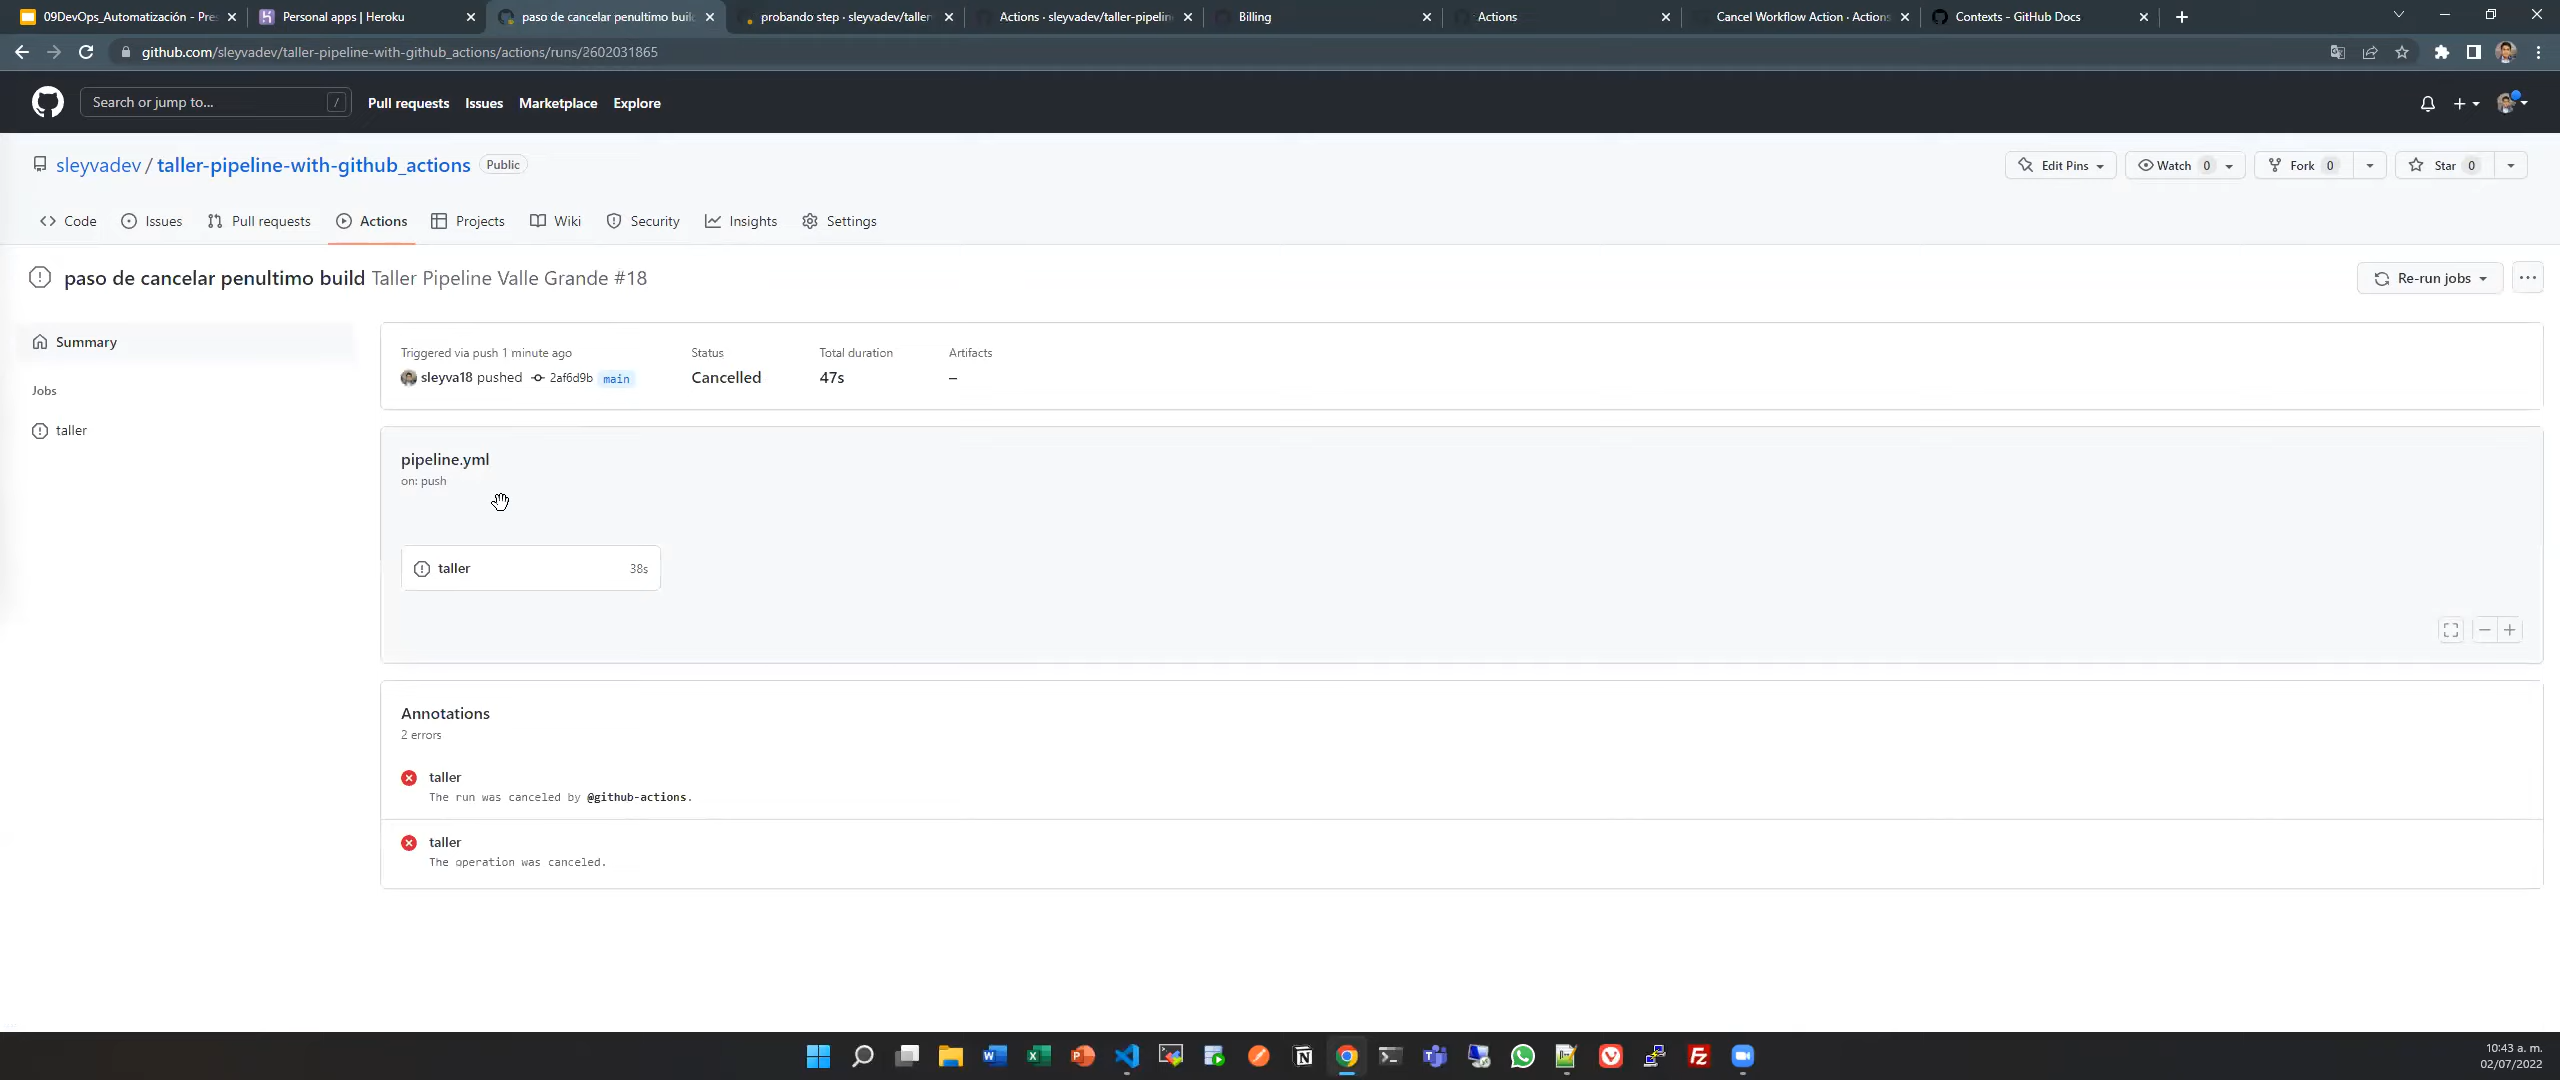 09DevOps_Automatización - Pres
Personal apps | Heroku
paso de cancelar penultimo buil
probando step · sleyvadev/taller
Actions · sleyvadev/taller-pipelin
Billing
Actions
Cancel Workflow Action · Actions
Contexts - GitHub Docs
github.com/sleyvadev/taller-pipeline-with-github_actions/actions/runs/2602031865
Search or jump to... /
Pull requests Issues Marketplace Explore
sleyvadev / taller-pipeline-with-github_actions Public
Edit Pins Watch 0 Fork 0 Star 0
Code Issues Pull requests Actions Projects Wiki Security Insights Settings
paso de cancelar penultimo build Taller Pipeline Valle Grande #18
Re-run jobs
Summary
Jobs
taller
Triggered via push 1 minute ago Status Total duration Artifacts
sleyva18 pushed 2af6d9b main Cancelled 47s –
pipeline.yml
on: push
taller 38s
Annotations
2 errors
taller
The run was canceled by @github-actions.
taller
The operation was canceled.
10:43 a. m.
02/07/2022